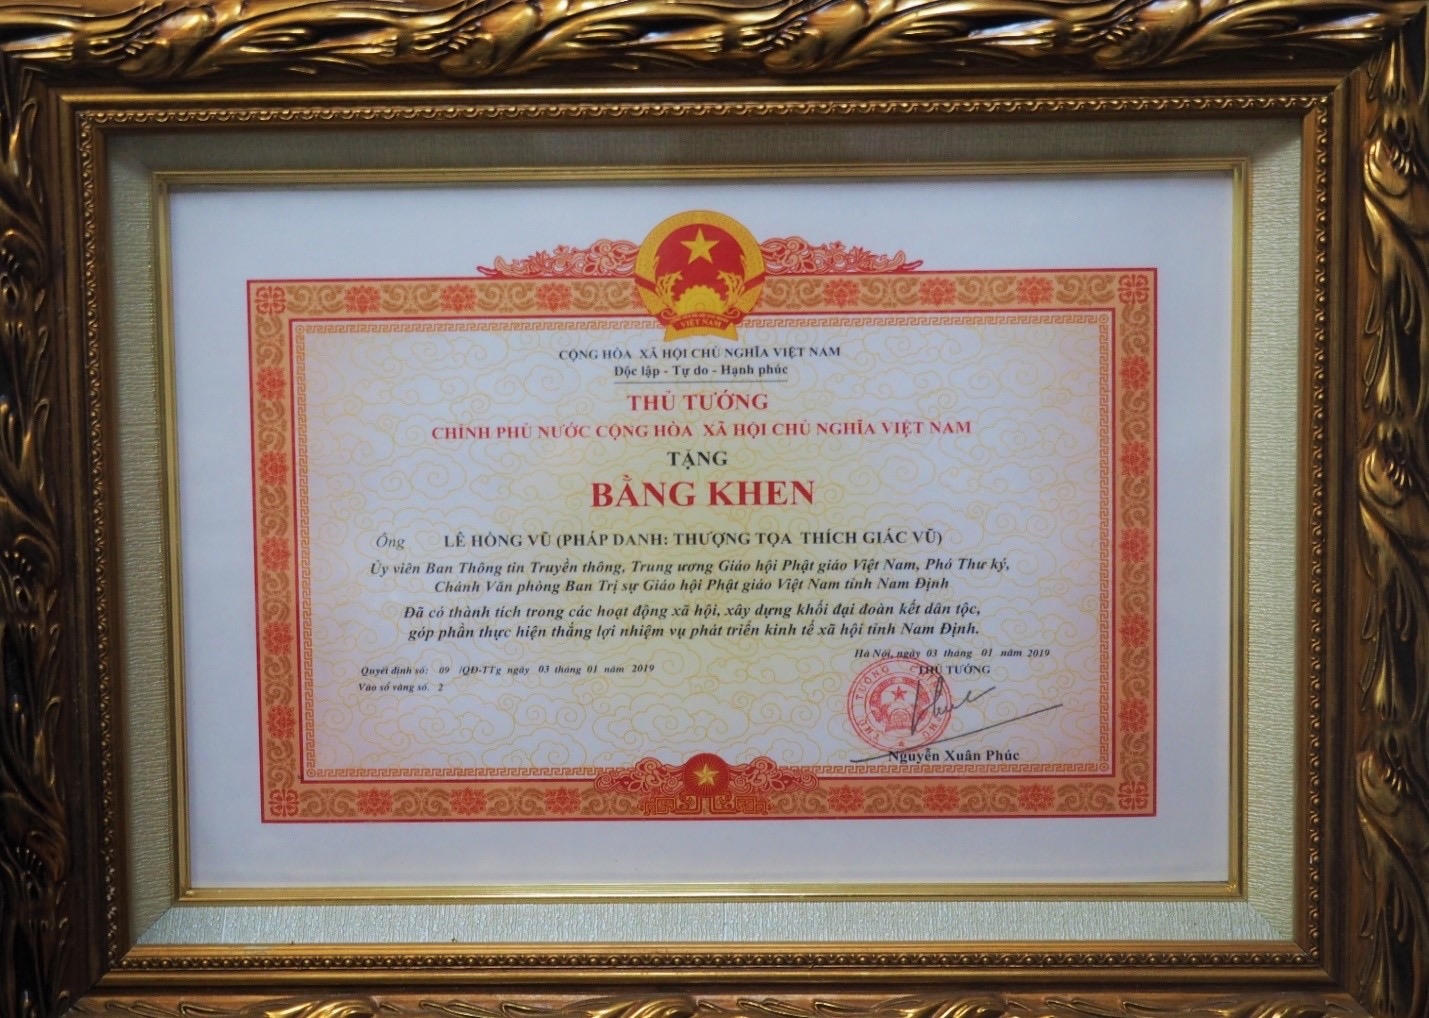 VIỆT NAM
CỘNG HÒA XÃ HỘI CHỦ NGHĨA VIỆT NAM
Độc lập - Tự do - Hạnh phúc
THỦ TƯỚNG
CHÍNH PHỦ NƯỚC CỘNG HÒA XÃ HỘI CHỦ NGHĨA VIỆT NAM
TẶNG
BẰNG KHEN
Ông LÊ HỒNG VŨ (PHÁP DANH: THƯỢNG TỌA THÍCH GIÁC VŨ)
Ủy viên Ban Thông tin Truyền thông, Trung ương Giáo hội Phật giáo Việt Nam, Phó Thư ký,
Chánh Văn phòng Ban Trị sự Giáo hội Phật giáo Việt Nam tỉnh Nam Định
Đã có thành tích trong các hoạt động xã hội, xây dựng khối đại đoàn kết dân tộc,
góp phần thực hiện thắng lợi nhiệm vụ phát triển kinh tế xã hội tỉnh Nam Định.
Hà Nội, ngày 03 tháng 01 năm 2019
Quyết định số: 09 /QĐ-TTg ngày 03 tháng 01 năm 2019
THỦ TƯỚNG
Vào sổ vàng số. 2
THỦ TƯỚNG
Nguyễn Xuân Phúc